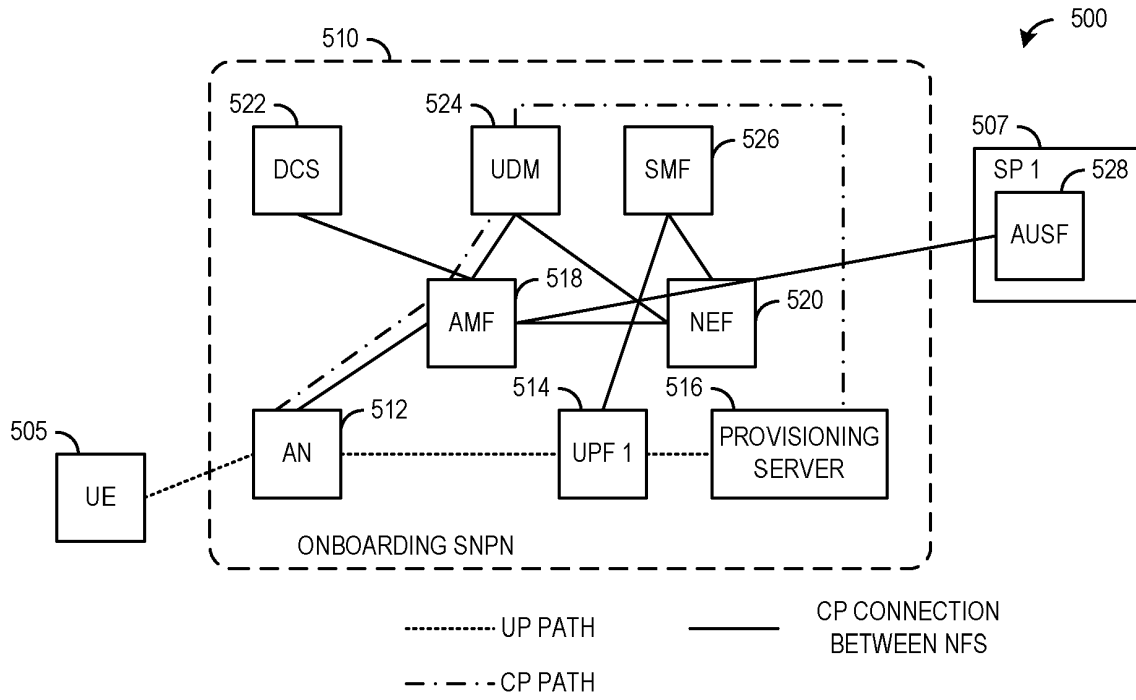 500
510
522
524
526
507
SP 1
528
DCS
UDM
SMF
AUSF
518
520
AMF
NEF
514
516
512
505
AN
UPF 1
PROVISIONING
SERVER
UE
ONBOARDING SNPN
UP PATH
CP CONNECTION
BETWEEN NFS
CP PATH